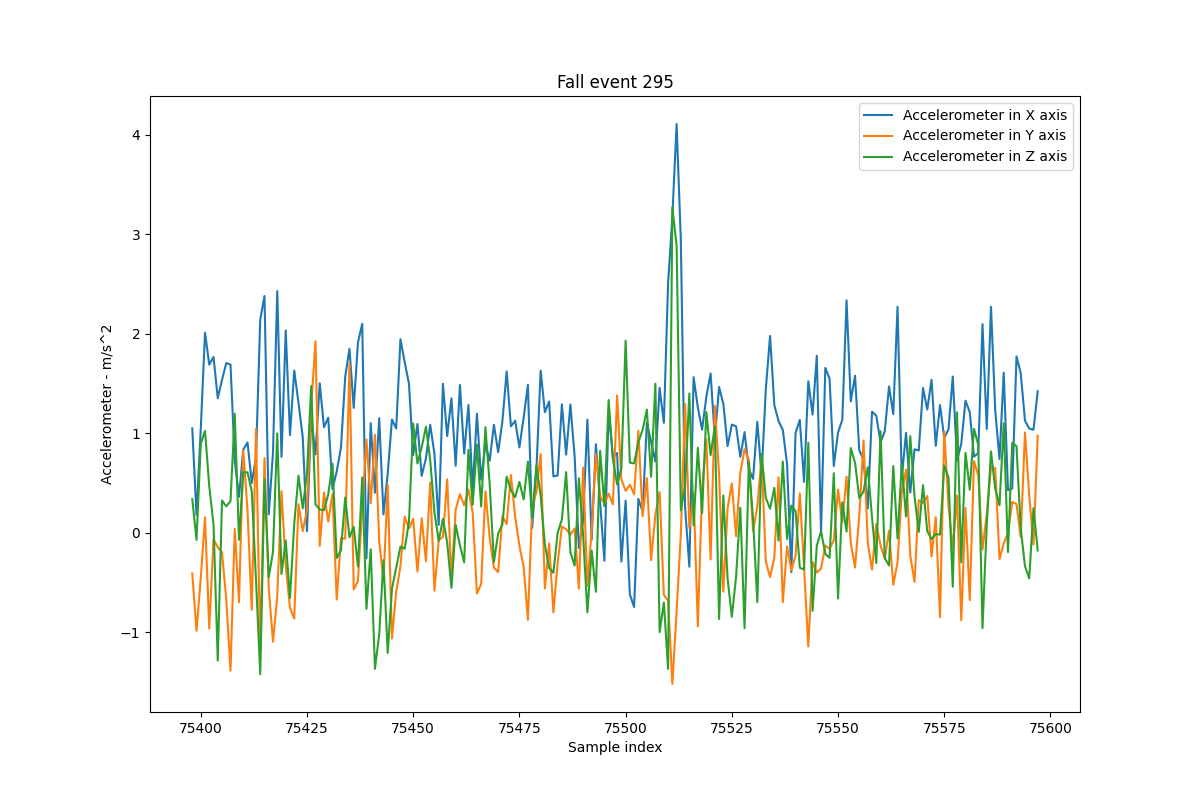 Fall event 295
Accelerometer in X axis
Accelerometer in Y axis
Accelerometer in Z axis
4
3
2
1
0
−1
Accelerometer - m/s^2
75400 75425 75450 75475 75500 75525 75550 75575 75600
Sample index